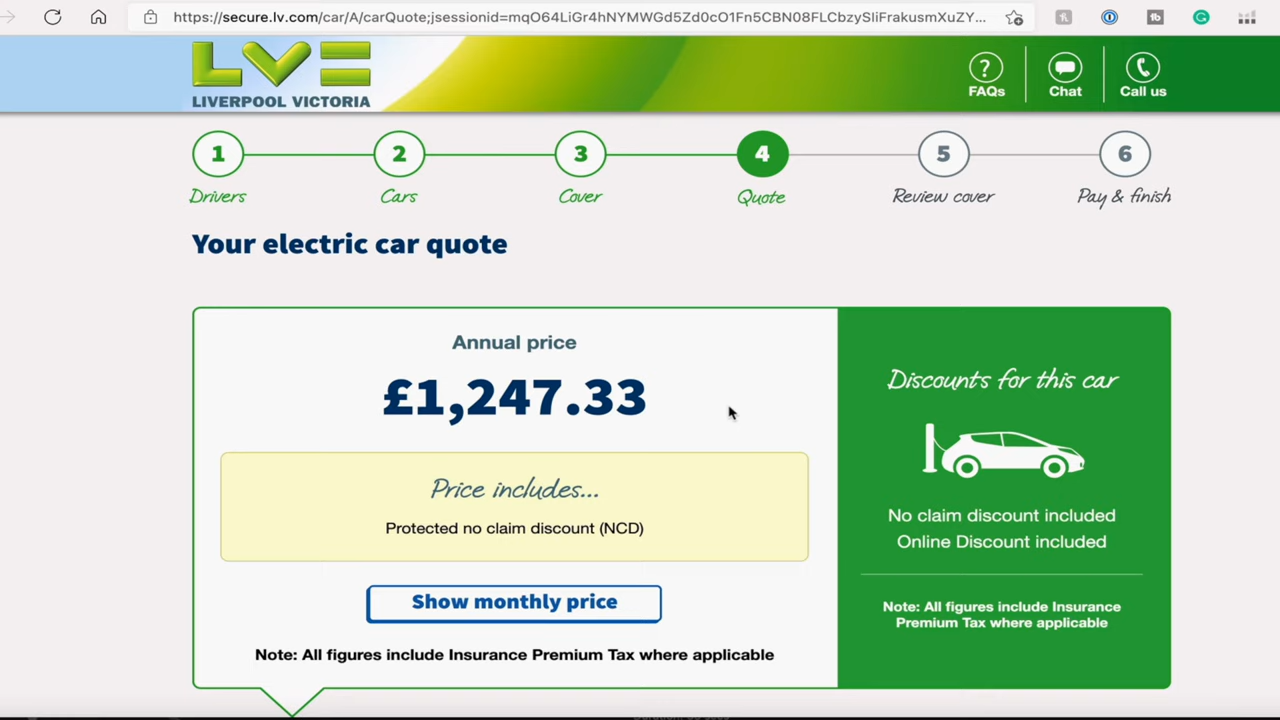 https://secure.lv.com/car/A/carQuote;jsessionid=mqO64LiGr4hNYMWGd5Zd0cO1Fn5CBN08FLCbzySIiFrakusmXuZY...
LV=
LIVERPOOL VICTORIA
?
FAQs
Chat
Call us
1
2
3
4
5
6
Drivers
Cars
Cover
Quote
Review cover
Pay & finish
Your electric car quote
Annual price
£1,247.33
Price includes...
Protected no claim discount (NCD)
Show monthly price
Note: All figures include Insurance Premium Tax where applicable
Discounts for this car
No claim discount included
Online Discount included
Note: All figures include Insurance
Premium Tax where applicable